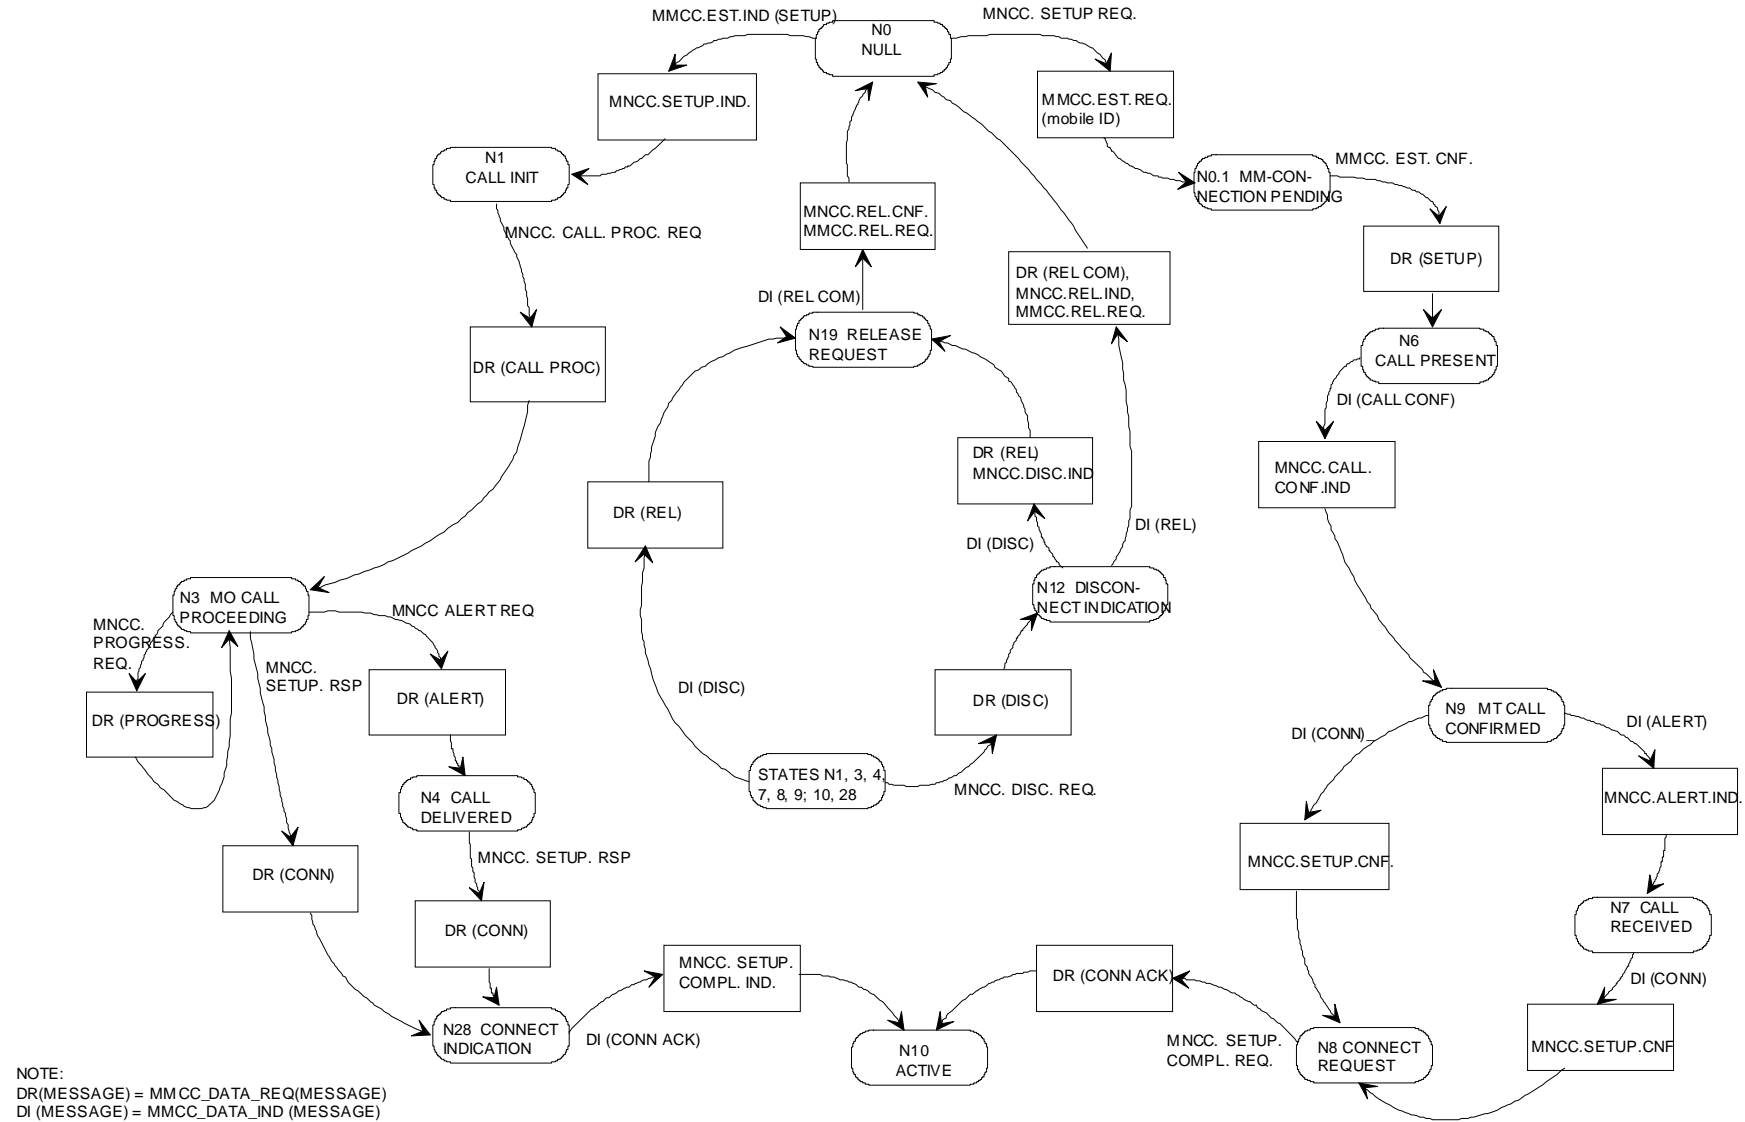 MMCC.EST.IND (SETUP)
N0
NULL
MNCC. SETUP REQ.
MNCC.SETUP.IND.
MMCC.EST.REQ.
(mobile ID)
N1
CALL INIT
MMCC. EST. CNF.
N0.1 MM-CON-
NECTION PENDING
MNCC. CALL. PROC. REQ
MNCC.REL.CNF.
MMCC.REL.REQ.
DR (SETUP)
DR (REL COM),
MNCC.REL.IND,
MMCC.REL.REQ.
DI (REL COM)
N19 RELEASE
REQUEST
N6
CALL PRESENT
DR (CALL PROC)
DI (CALL CONF)
DR (REL)
MNCC.DISC.IND
MNCC.CALL.
CONF.IND
DR (REL)
DI (DISC)
DI (REL)
N3 MO CALL
PROCEEDING
MNCC ALERT REQ
N12 DISCON-
NECT INDICATION
MNCC.
PROGRESS.
REQ.
MNCC.
SETUP. RSP
DR (PROGRESS)
DR (ALERT)
DI (DISC)
DR (DISC)
N9 MT CALL
CONFIRMED
DI (ALERT)
DI (CONN)
STATES N1, 3, 4,
7, 8, 9; 10, 28
MNCC. DISC. REQ.
N4 CALL
DELIVERED
MNCC.ALERT.IND.
MNCC. SETUP. RSP
MNCC.SETUP.CNF.
DR (CONN)
DR (CONN)
N7 CALL
RECEIVED
MNCC. SETUP.
COMPL. IND.
DR (CONN ACK)
DI (CONN)
N28 CONNECT
INDICATION
DI (CONN ACK)
N10
ACTIVE
MNCC. SETUP.
COMPL. REQ.
N8 CONNECT
REQUEST
MNCC.SETUP.CNF
NOTE:
DR(MESSAGE) = MMCC_DATA_REQ(MESSAGE)
DI (MESSAGE) = MMCC_DATA_IND (MESSAGE)